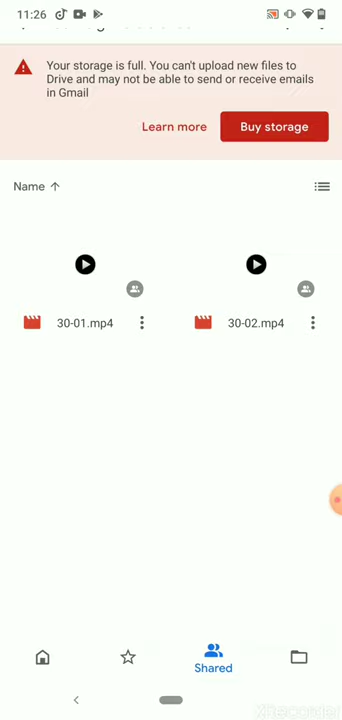 11:26
Your storage is full. You can't upload new files to
Drive and may not be able to send or receive emails
in Gmail
Learn more
Buy storage
Name
30-01.mp4
30-02.mp4
Shared
XRecorder